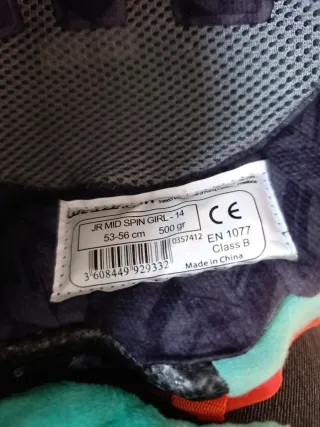 JR MID SPIN GIRL - 14
53-56 cm 500 gr
0357412
3 608449 929332
CE
EN 1077
Class B
Made in China